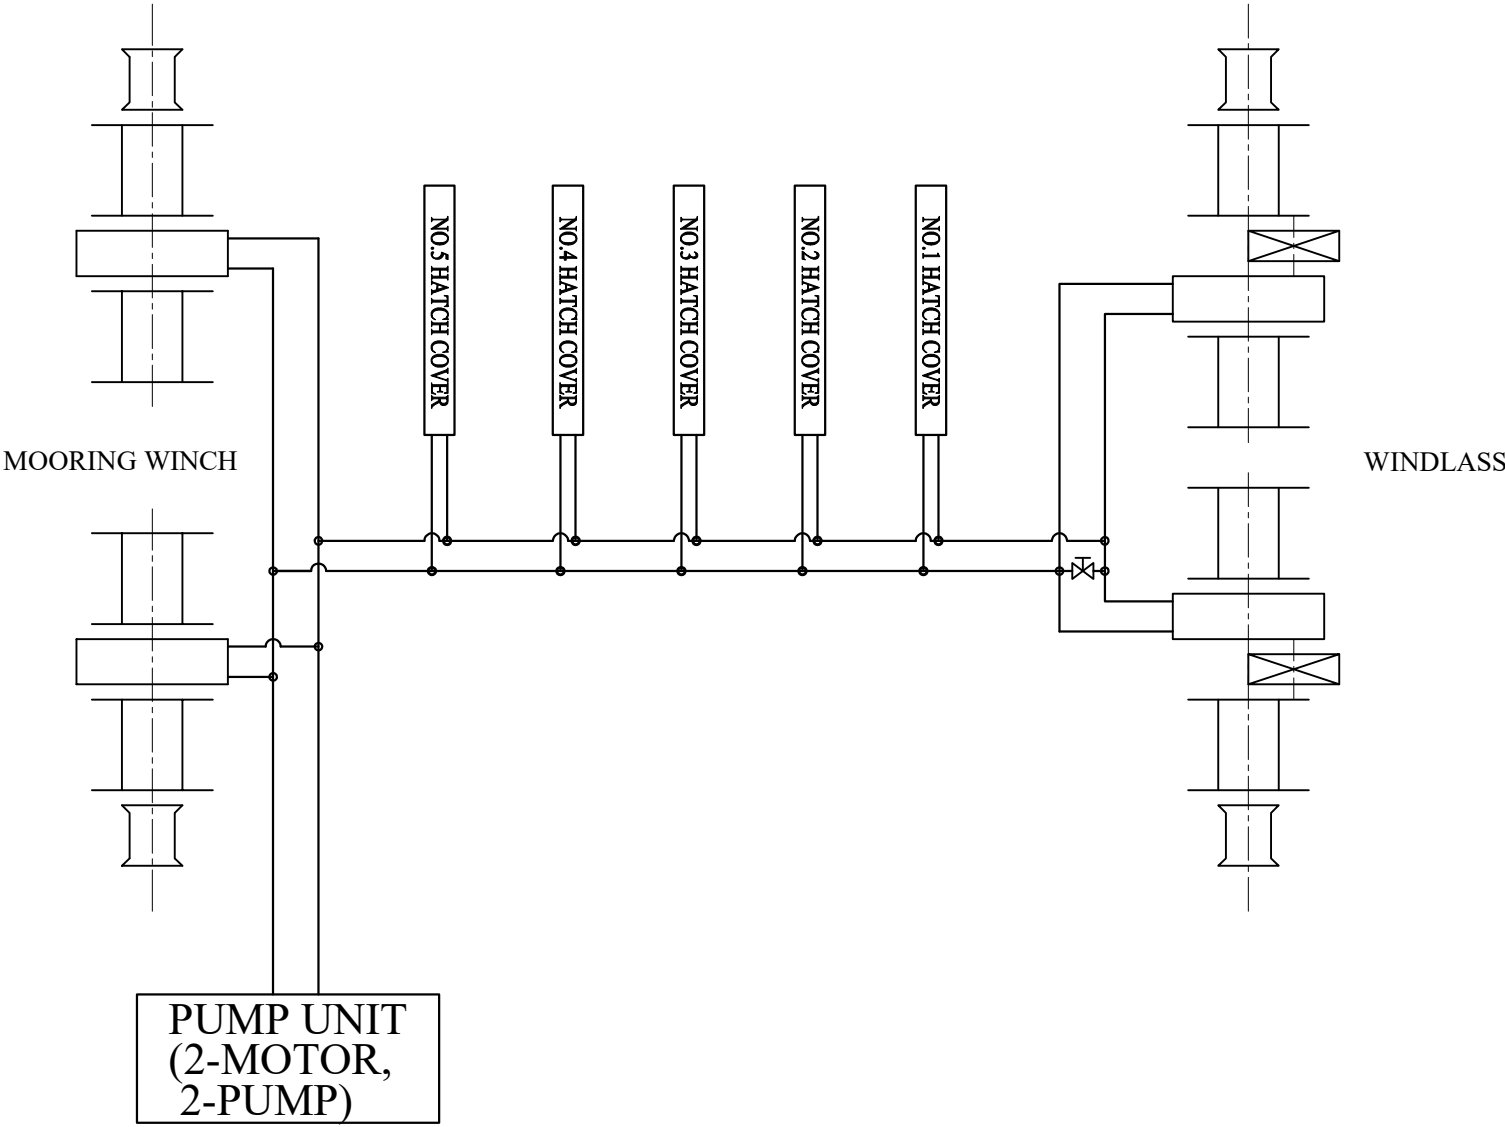 NO.5 HATCH COVER
NO.4 HATCH COVER
NO.3 HATCH COVER
NO.2 HATCH COVER
NO.1 HATCH COVER
MOORING WINCH
WINDLASS
PUMP UNIT
(2-MOTOR,
2-PUMP)